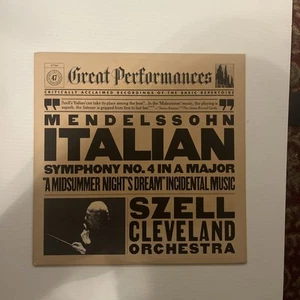 47
Great Performances
CRITICALLY ACCLAIMED RECORDINGS OF THE BASIC REPERTOIRE
MENDELSSOHN
ITALIAN
SYMPHONY NO. 4 IN A MAJOR
"A MIDSUMMER NIGHT'S DREAM" INCIDENTAL MUSIC
SZELL
CLEVELAND
ORCHESTRA